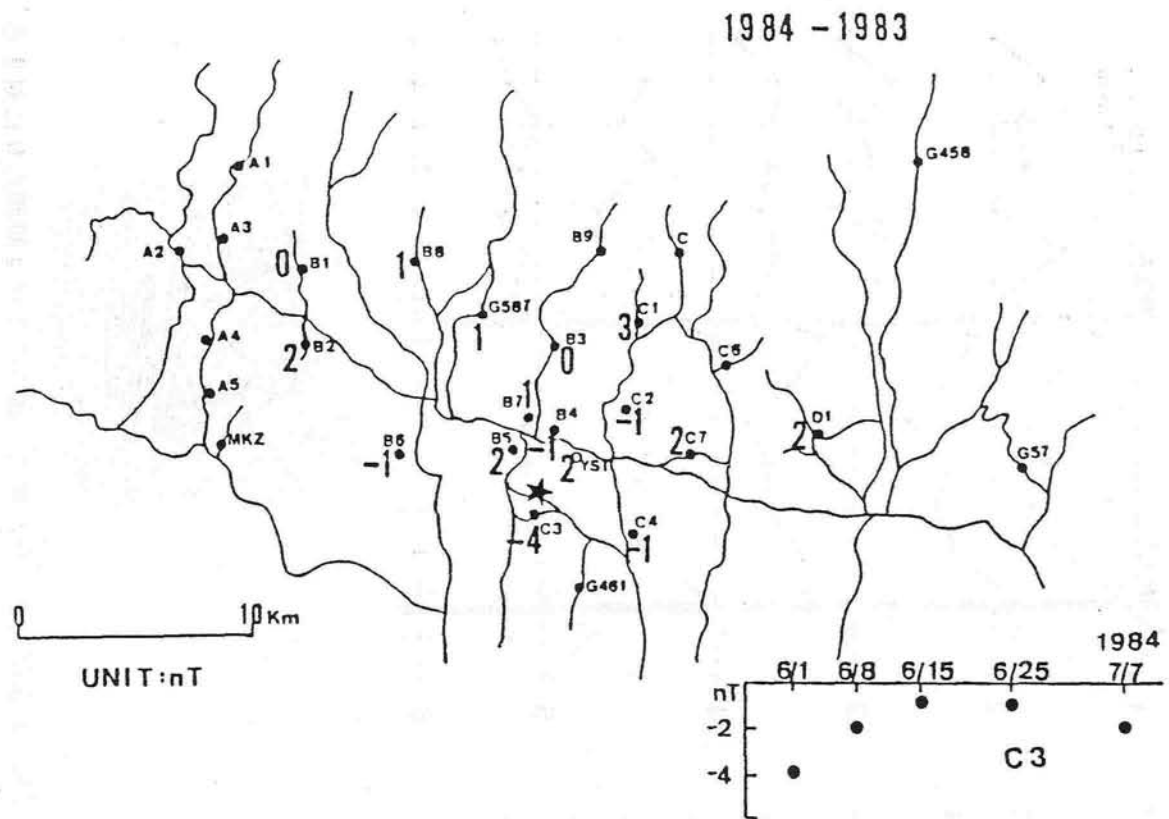 1984 - 1983
A1
G458
A3
A2
B9
C
0
B1
1
B8
G587
1
3
C1
A4
2
B2
B3
0
C6
A5
1
B7
C2
-1
B4
D1
2
MKZ
B6
-1
B5
2
-1
2
YST
2
C7
G57
C3
-4
C4
-1
G461
0
10 Km
UNIT:nT
1984
6/1 6/8 6/15 6/25 7/7
nT
-2
-4
C3